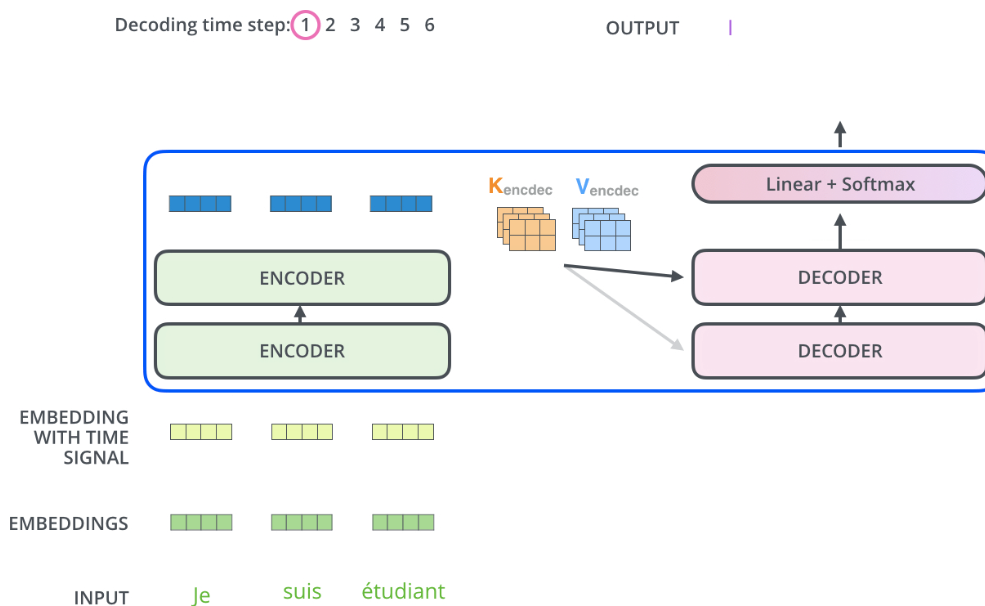 Decoding time step: 1 2 3 4 5 6
OUTPUT I
Kencdec Vencdec
Linear + Softmax
ENCODER DECODER
ENCODER DECODER
EMBEDDING
WITH TIME
SIGNAL
EMBEDDINGS
INPUT Je suis étudiant